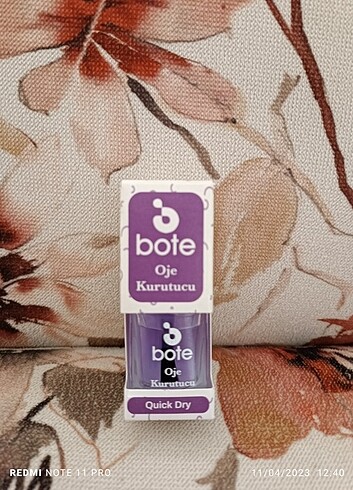 bote
Oje
Kurutucu
bote
Oje
Kurutucu
Quick Dry
REDMI NOTE 11 PRO
11/04/2023 12:40